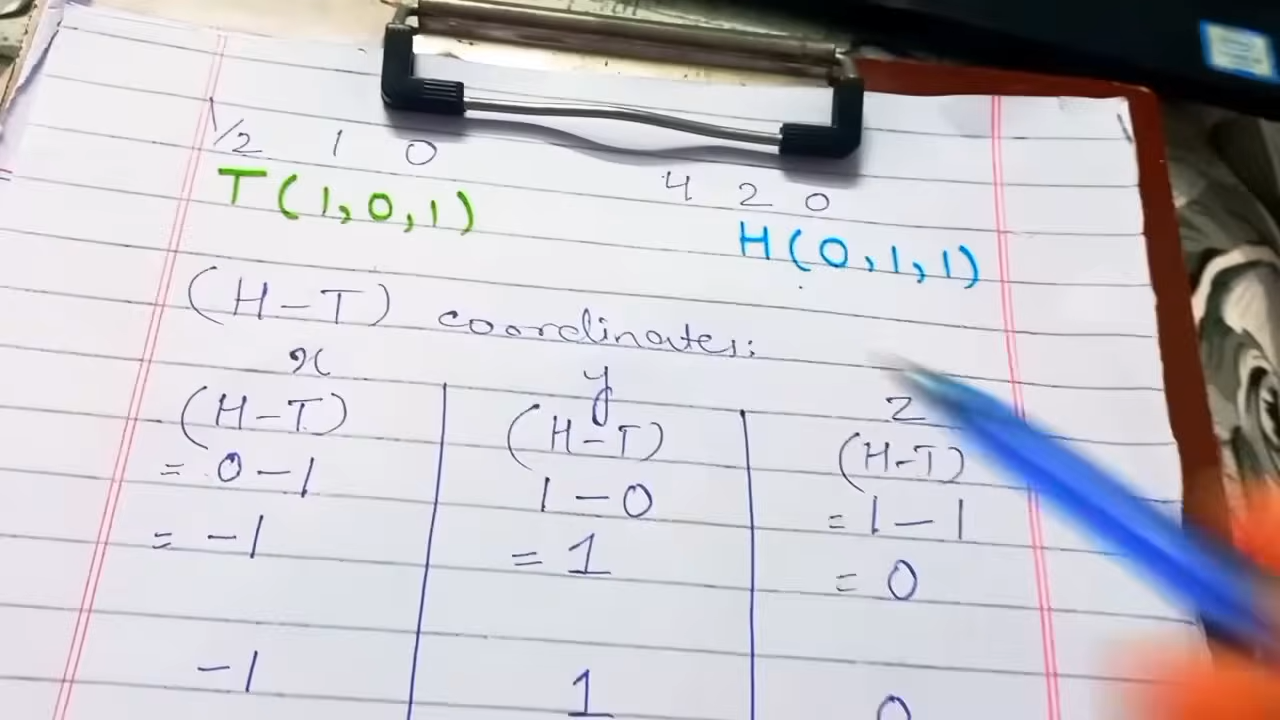 1/2 1 0
4 2 0
T(1,0,1)
H(0,1,1)
(H-T) coordinates:
x y z
(H-T) (H-T) (H-T)
= 0-1 1-0 = 1-1
= -1 = 1 = 0
-1 1 0